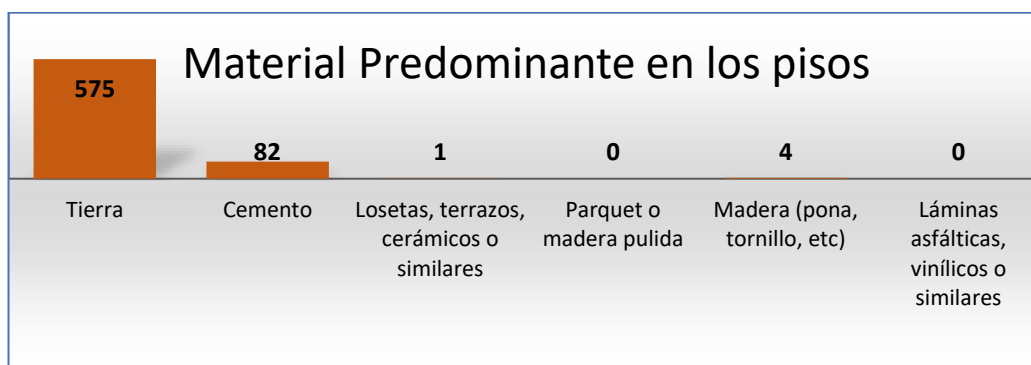 Material Predominante en los pisos
575
82
1
0
4
0
Tierra
Cemento
Losetas, terrazos,
cerámicos o
similares
Parquet o
madera pulida
Madera (pona,
tornillo, etc)
Láminas
asfálticas,
vinílicos o
similares